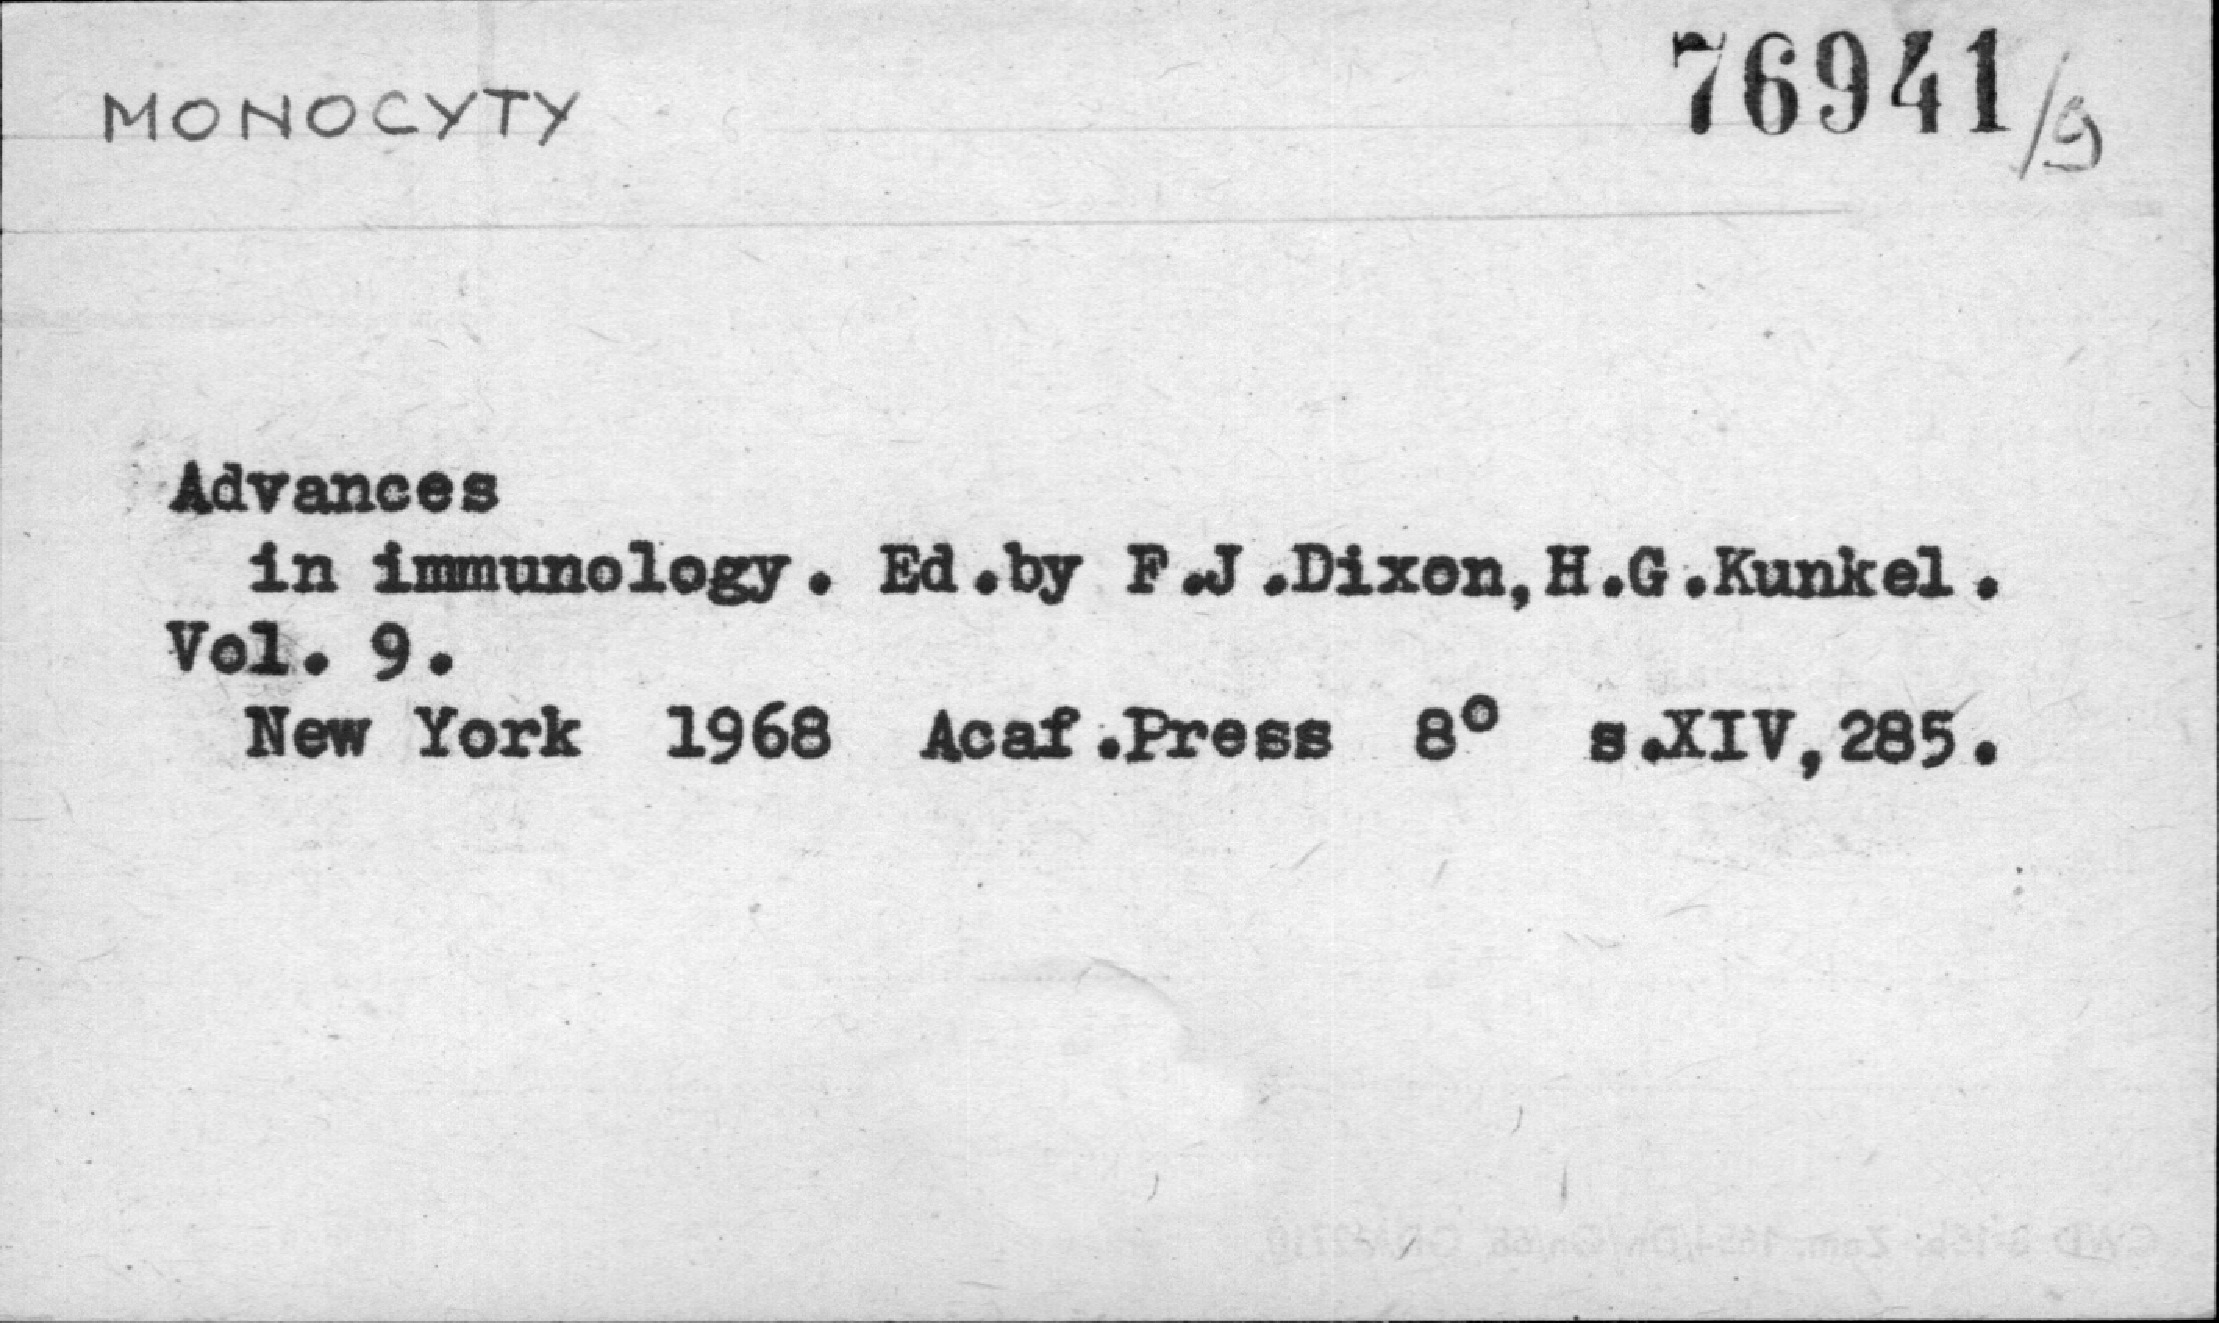 MONOCYTY
76941/9
Advances
in immunology. Ed.by F.J.Dixon,H.G.Kunkel.
Vol. 9.
New York 1968 Acaf.Press 8° s.XIV,285.